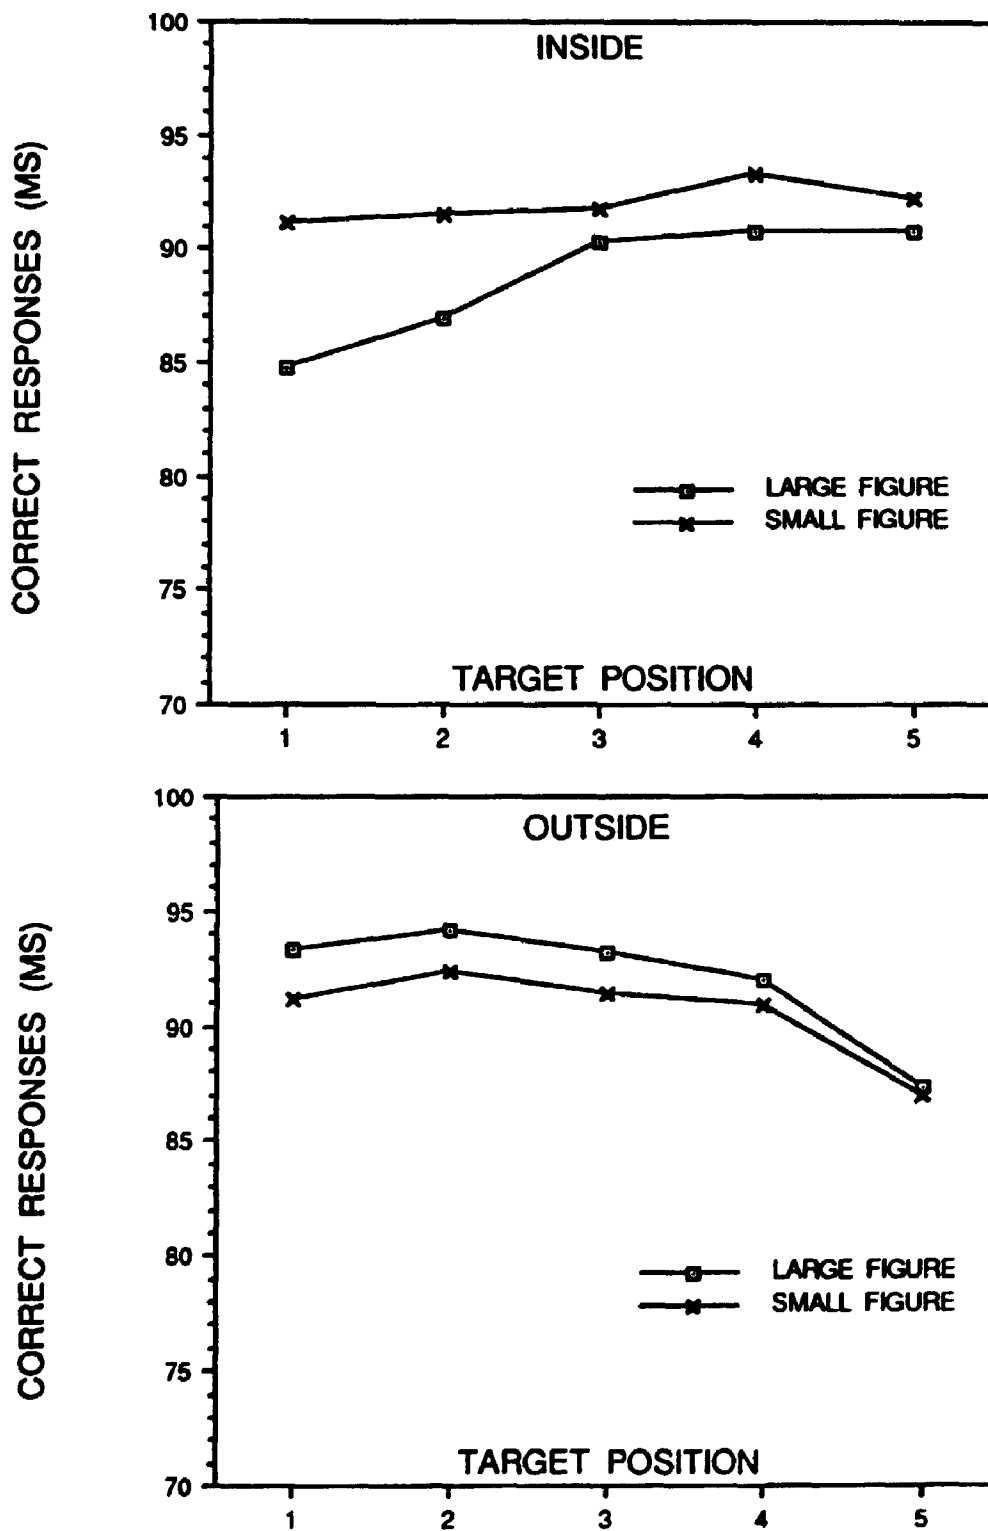 100
INSIDE
95
90
85
80
75
70
CORRECT RESPONSES (MS)
LARGE FIGURE
SMALL FIGURE
TARGET POSITION
1 2 3 4 5
100
OUTSIDE
95
90
85
80
75
70
CORRECT RESPONSES (MS)
LARGE FIGURE
SMALL FIGURE
TARGET POSITION
1 2 3 4 5